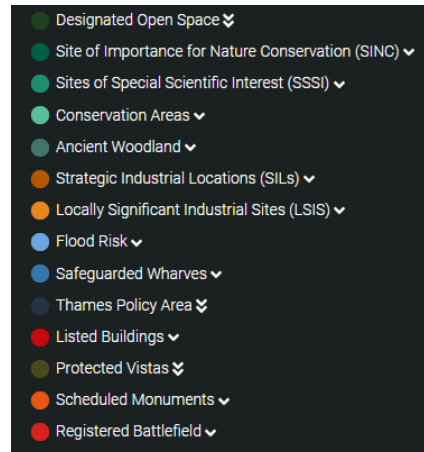 Designated Open Space
Site of Importance for Nature Conservation (SINC)
Sites of Special Scientific Interest (SSSI)
Conservation Areas
Ancient Woodland
Strategic Industrial Locations (SILs)
Locally Significant Industrial Sites (LSIS)
Flood Risk
Safeguarded Wharves
Thames Policy Area
Listed Buildings
Protected Vistas
Scheduled Monuments
Registered Battlefield